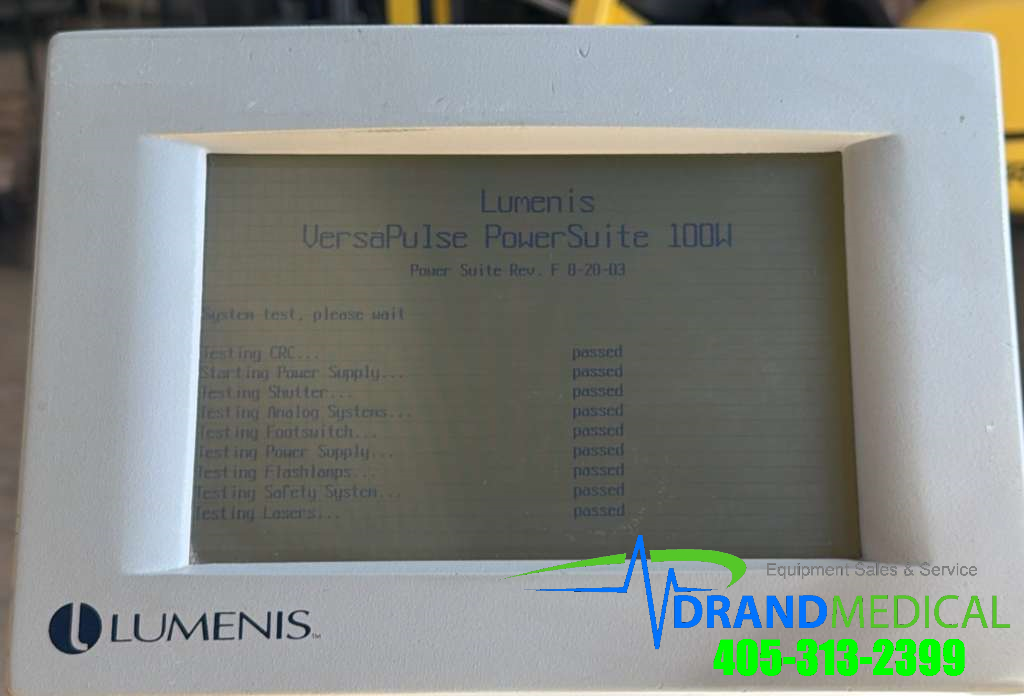 Lumenis
VersaPulse PowerSuite 100W
Power Suite Rev. F 8-20-03
System test, please wait
Testing CRC... passed
Starting Power Supply... passed
Testing Shutter... passed
Testing Analog Systems... passed
Testing Footswitch... passed
Testing Power Supply... passed
Testing Flashlamps... passed
Testing Safety System... passed
Testing Lasers... passed
Equipment Sales & Service
DRANDMEDICAL
LUMENIS™
405-313-2399